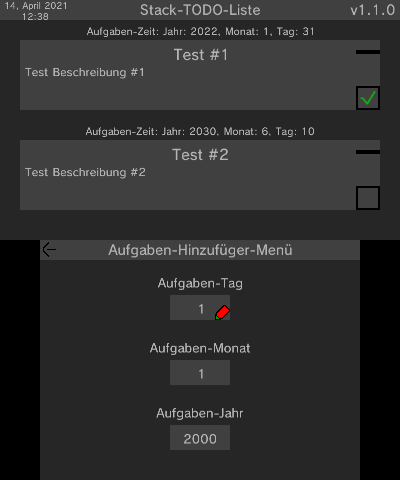 14, April 2021
12:38
Stack-TODO-Liste
v1.1.0
Aufgaben-Zeit: Jahr: 2022, Monat: 1, Tag: 31
Test #1
Test Beschreibung #1
Aufgaben-Zeit: Jahr: 2030, Monat: 6, Tag: 10
Test #2
Test Beschreibung #2
Aufgaben-Hinzufüger-Menü
Aufgaben-Tag
1
Aufgaben-Monat
1
Aufgaben-Jahr
2000